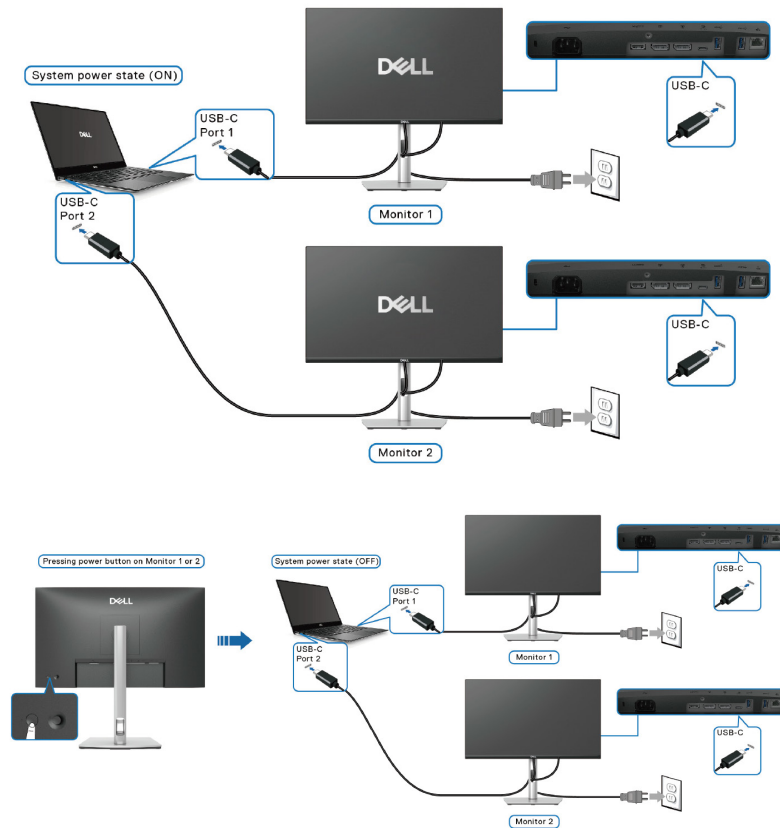 System power state (ON)
DELL
DELL
USB-C
Port 1
USB-C
Monitor 1
USB-C
Port 2
DELL
USB-C
Monitor 2
Pressing power button on Monitor 1 or 2
System power state (OFF)
DELL
USB-C
Port 1
USB-C
Monitor 1
USB-C
Port 2
USB-C
Monitor 2